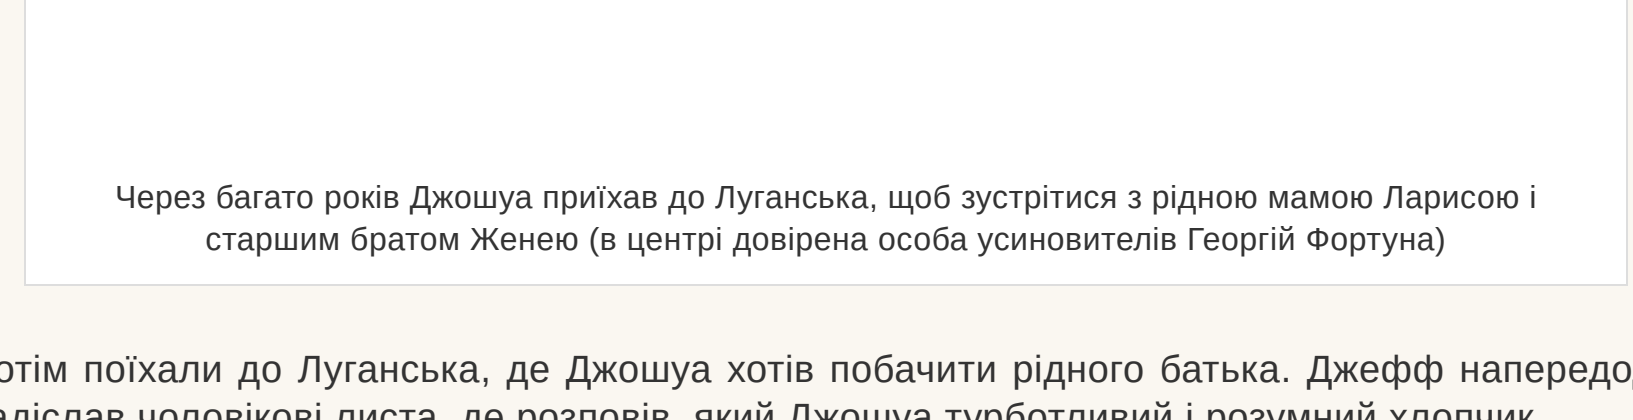 Через багато років Джошуа приїхав до Луганська, щоб зустрітися з рідною мамою Ларисою і
старшим братом Женею (в центрі довірена особа усиновителів Георгій Фортуна)
поїхали до Луганська, де Джошуа хотів побачити рідного батька. Джефф
чоловікові листа, де розповів, який Джошуа турботливий і розумний хлопчик.